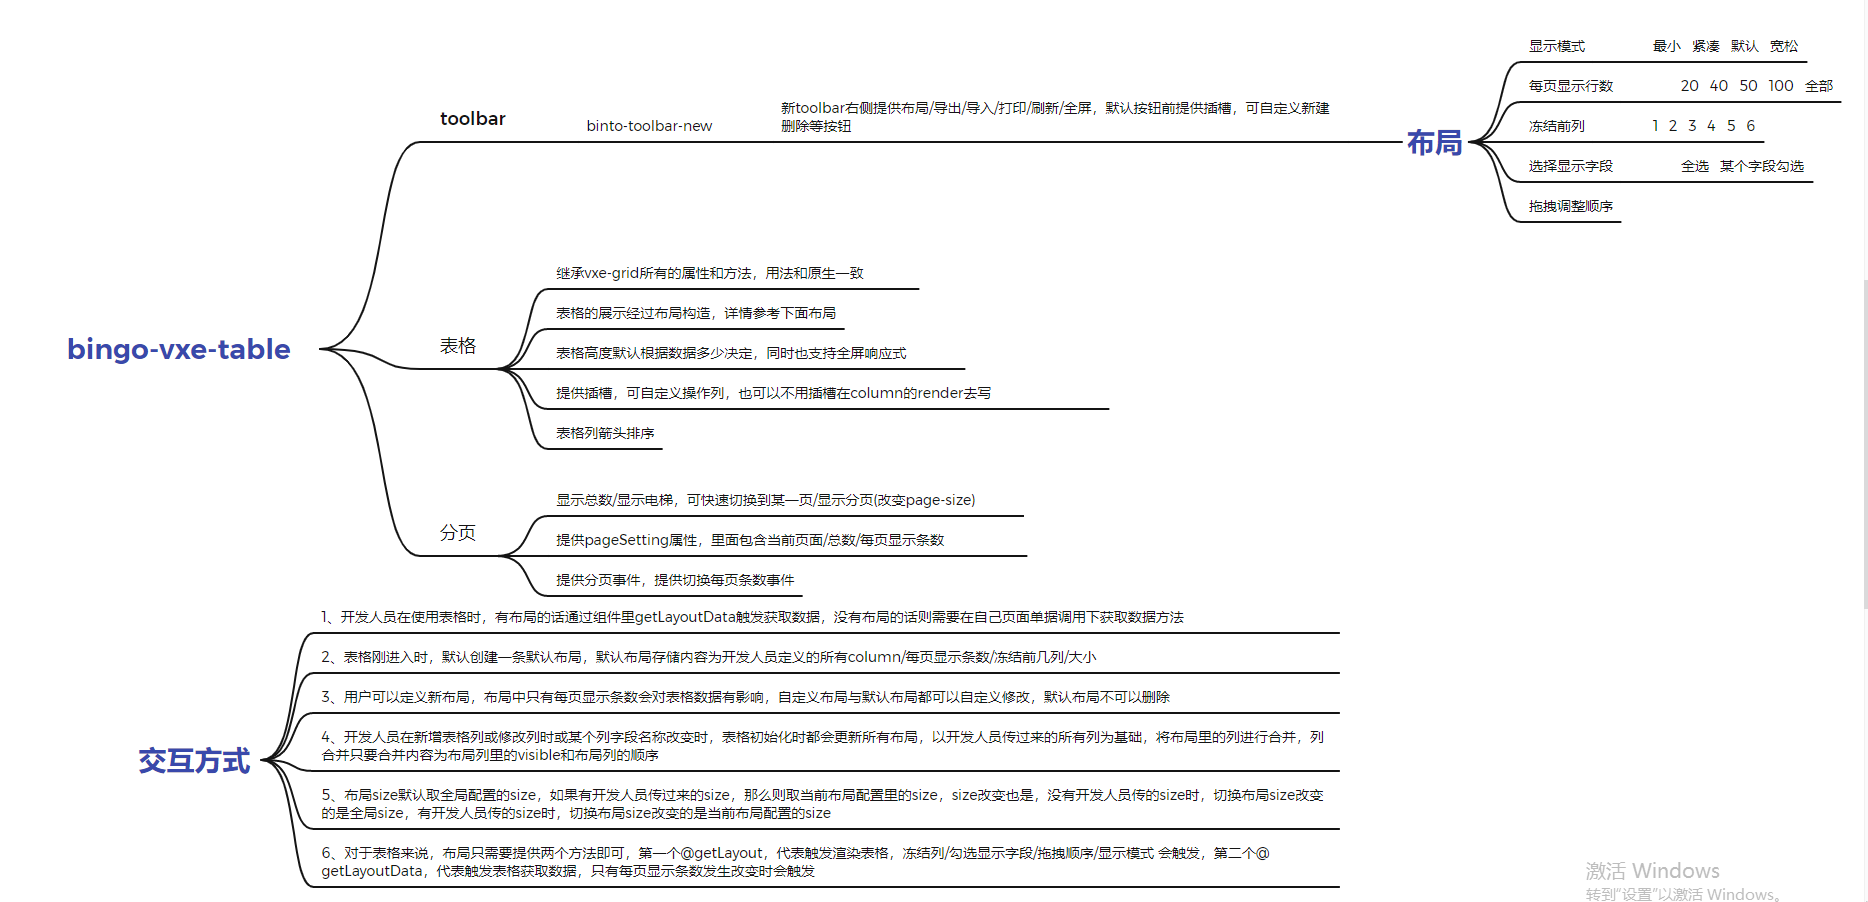 bingo-vxe-table
toolbar
binto-toolbar-new
新toolbar右侧提供布局/导出/导入/打印/刷新/全屏，默认按钮前提供插槽，可自定义新建
删除等按钮
布局
显示模式 最小 紧凑 默认 宽松
每页显示行数 20 40 50 100 全部
冻结前列 1 2 3 4 5 6
选择显示字段 全选 某个字段勾选
拖拽调整顺序
表格
继承vxe-grid所有的属性和方法，用法和原生一致
表格的展示经过布局构造，详情参考下面布局
表格高度默认根据数据多少决定，同时也支持全屏响应式
提供插槽，可自定义操作列，也可以不用插槽在column的render去写
表格列箭头排序
分页
显示总数/显示电梯，可快速切换到某一页/显示分页(改变page-size)
提供pageSetting属性，里面包含当前页面/总数/每页显示条数
提供分页事件，提供切换每页条数事件
交互方式
1、开发人员在使用表格时，有布局的话通过组件里getLayoutData触发获取数据，没有布局的话则需要在自己页面单据调用下获取数据方法
2、表格刚进入时，默认创建一条默认布局，默认布局存储内容为开发人员定义的所有column/每页显示条数/冻结前几列/大小
3、用户可以定义新布局，布局中只有每页显示条数会对表格数据有影响，自定义布局与默认布局都可以自定义修改，默认布局不可以删除
4、开发人员在新增表格列或修改列时或某个列字段名称改变时，表格初始化时都会更新所有布局，以开发人员传过来的所有列为基础，将布局里的列进行合并，列
合并只要合并内容为布局列里的visible和布局列的顺序
5、布局size默认取全局配置的size，如果有开发人员传过来的size，那么则取当前布局配置里的size，size改变也是，没有开发人员传的size时，切换布局size改变
的是全局size，有开发人员传的size时，切换布局size改变的是当前布局配置的size
6、对于表格来说，布局只需要提供两个方法即可，第一个@getLayout，代表触发渲染表格，冻结列/勾选显示字段/拖拽顺序/显示模式 会触发，第二个@
getLayoutData，代表触发表格获取数据，只有每页显示条数发生改变时会触发
激活 Windows
转到“设置”以激活 Windows。